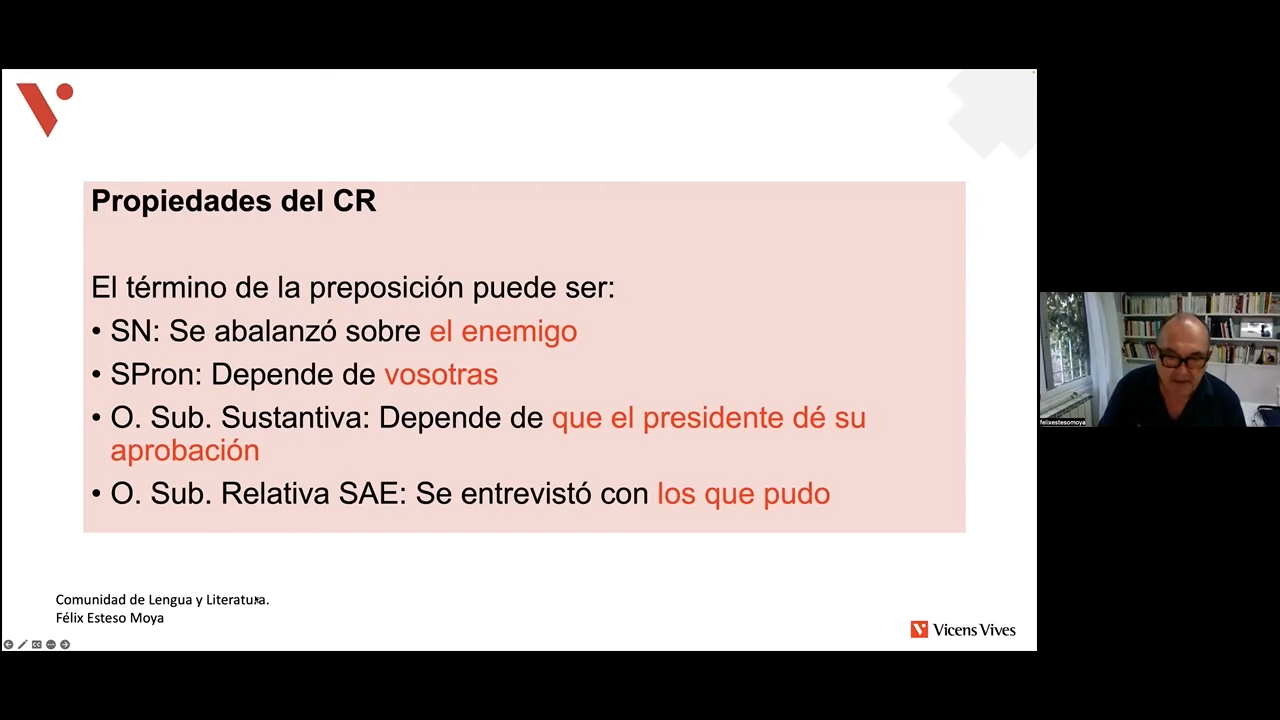 Propiedades del CR
El término de la preposición puede ser:
• SN: Se abalanzó sobre el enemigo
• SPron: Depende de vosotras
• O. Sub. Sustantiva: Depende de que el presidente dé su
aprobación
• O. Sub. Relativa SAE: Se entrevistó con los que pudo
Comunidad de Lengua y Literatura.
Félix Esteso Moya
Vicens Vives
felixestesomoya